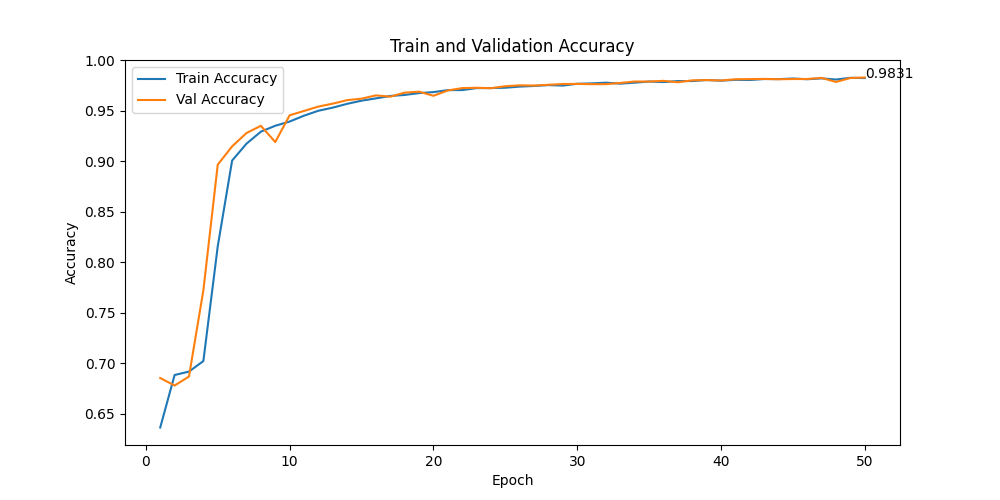 Train and Validation Accuracy
Train Accuracy
Val Accuracy
0.9831
1.00
0.95
0.90
0.85
0.80
0.75
0.70
0.65
Accuracy
0 10 20 30 40 50
Epoch